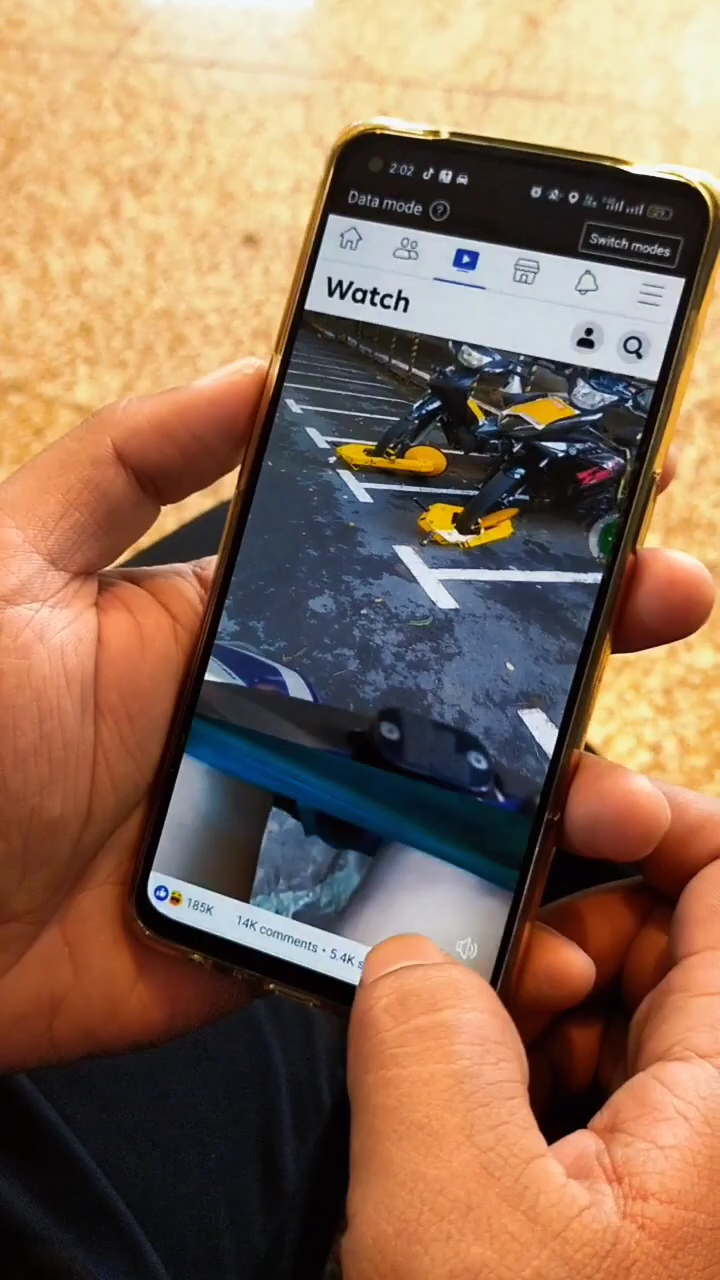 2:02
Data mode ?
Switch modes
Watch
185K
14K comments • 5.4K